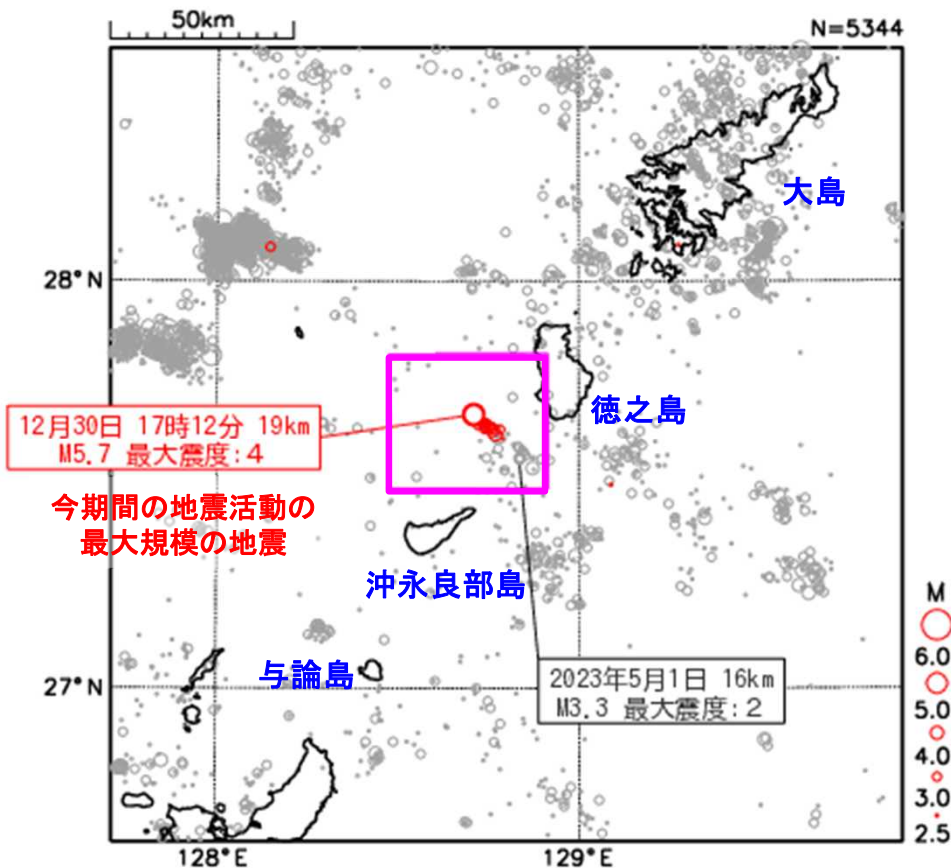 50km
N=5344
大島
28°N
徳之島
12月30日 17時12分 19km
M5.7 最大震度:4
今期間の地震活動の
最大規模の地震
沖永良部島
与論島
2023年5月1日 16km
M3.3 最大震度:2
27°N
M
6.0
5.0
4.0
3.0
2.5
128°E
129°E